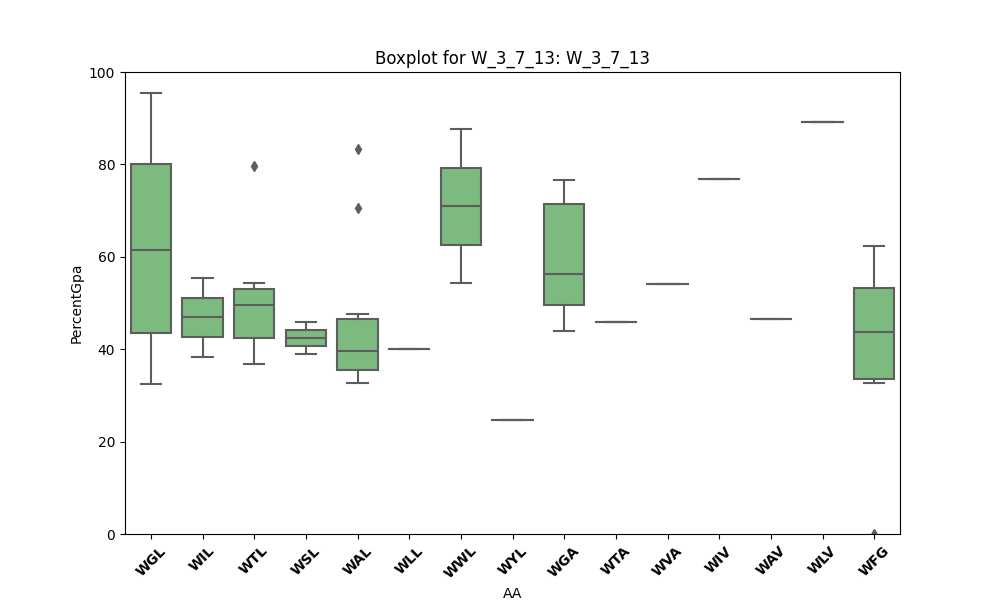 Boxplot for W_3_7_13: W_3_7_13
PercentGpa
100
80
60
40
20
0
WGL
WIL
WTL
WSL
WAL
WLL
WWL
WYL
WGA
WTA
WVA
WIV
WAV
WLV
WFG
AA